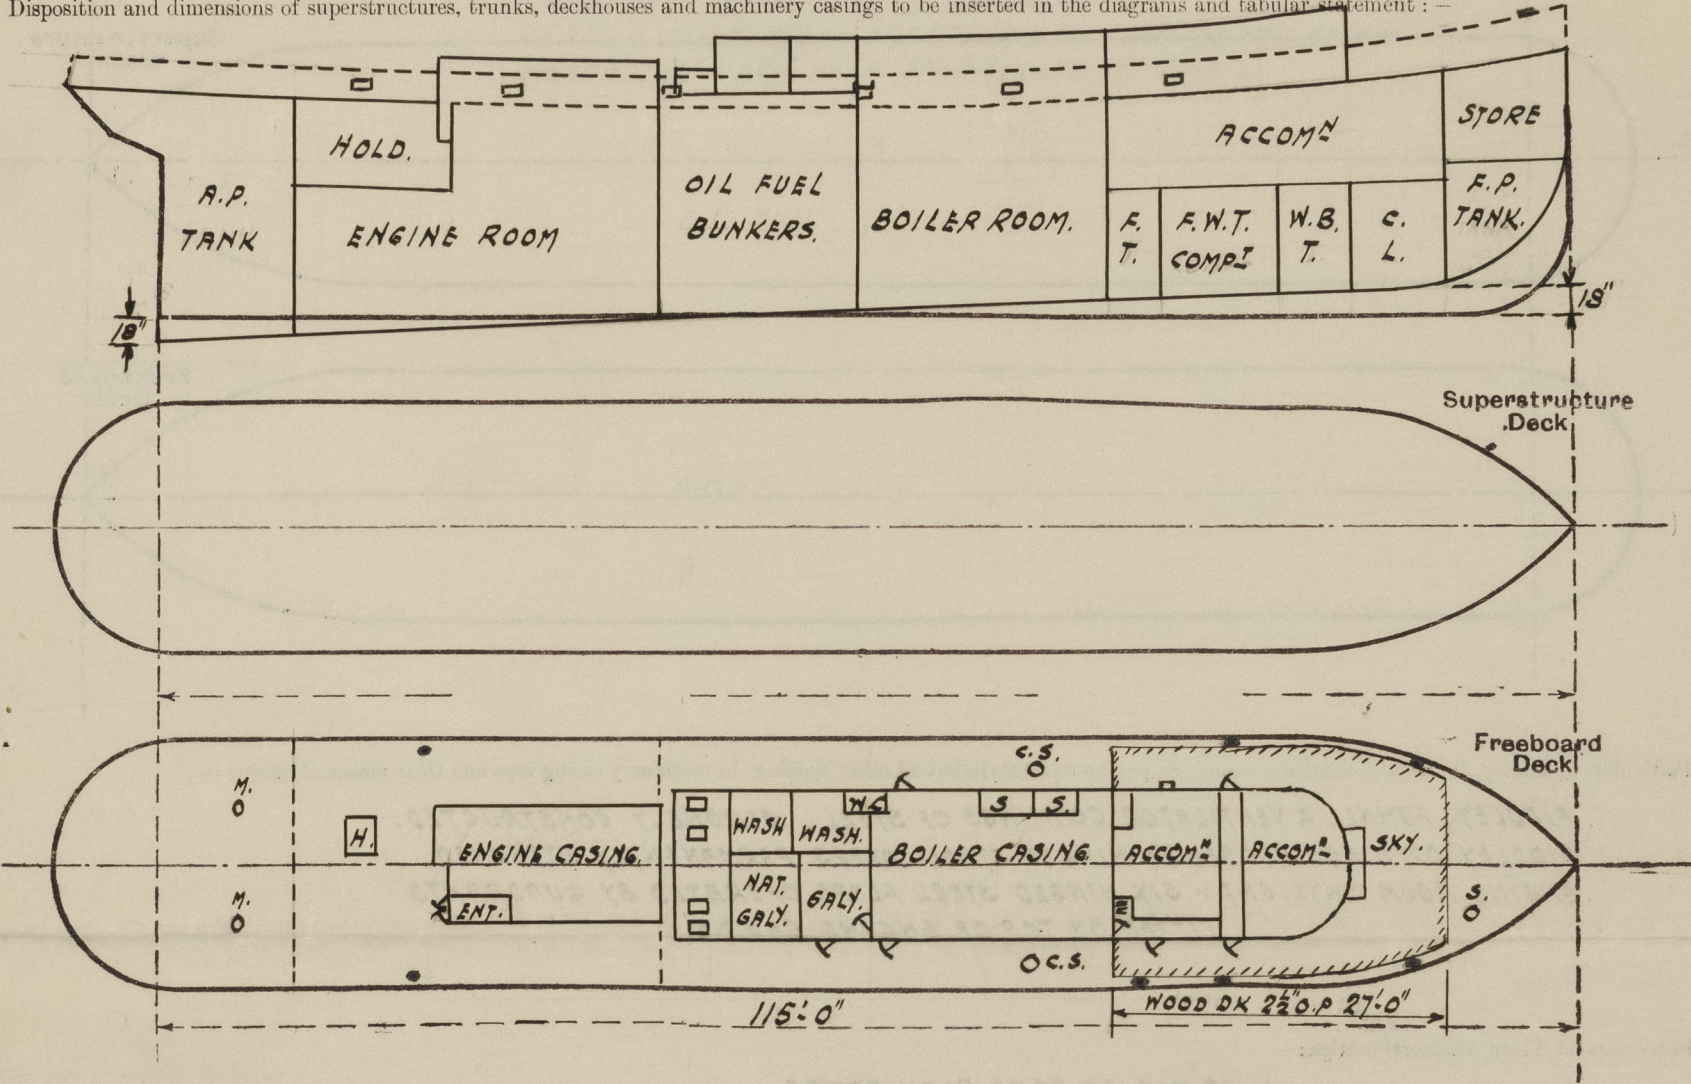 Disposition and dimensions of superstructures, trunks, deckhouses and machinery casings to be inserted in the diagrams and tabular statement : —
A.P.
TANK
HOLD.
ENGINE ROOM
OIL FUEL
BUNKERS.
BOILER ROOM.
ACCOMN
F.
T.
F.W.T.
COMPT
W.B.
T.
C.
L.
STORE
F.P.
TANK.
18"
18"
Superstructure
Deck
Freeboard
Deck
M.
M.
H.
ENGINE CASING.
ENT.
WASH
WASH.
W.C
NAT.
GALY.
GALY.
BOILER CASING.
S
S.
C.S.
C.S.
ACCOMN
ACCOMN
SKY.
S.
115'-0"
WOOD DK 2½" O.P 27'-0"